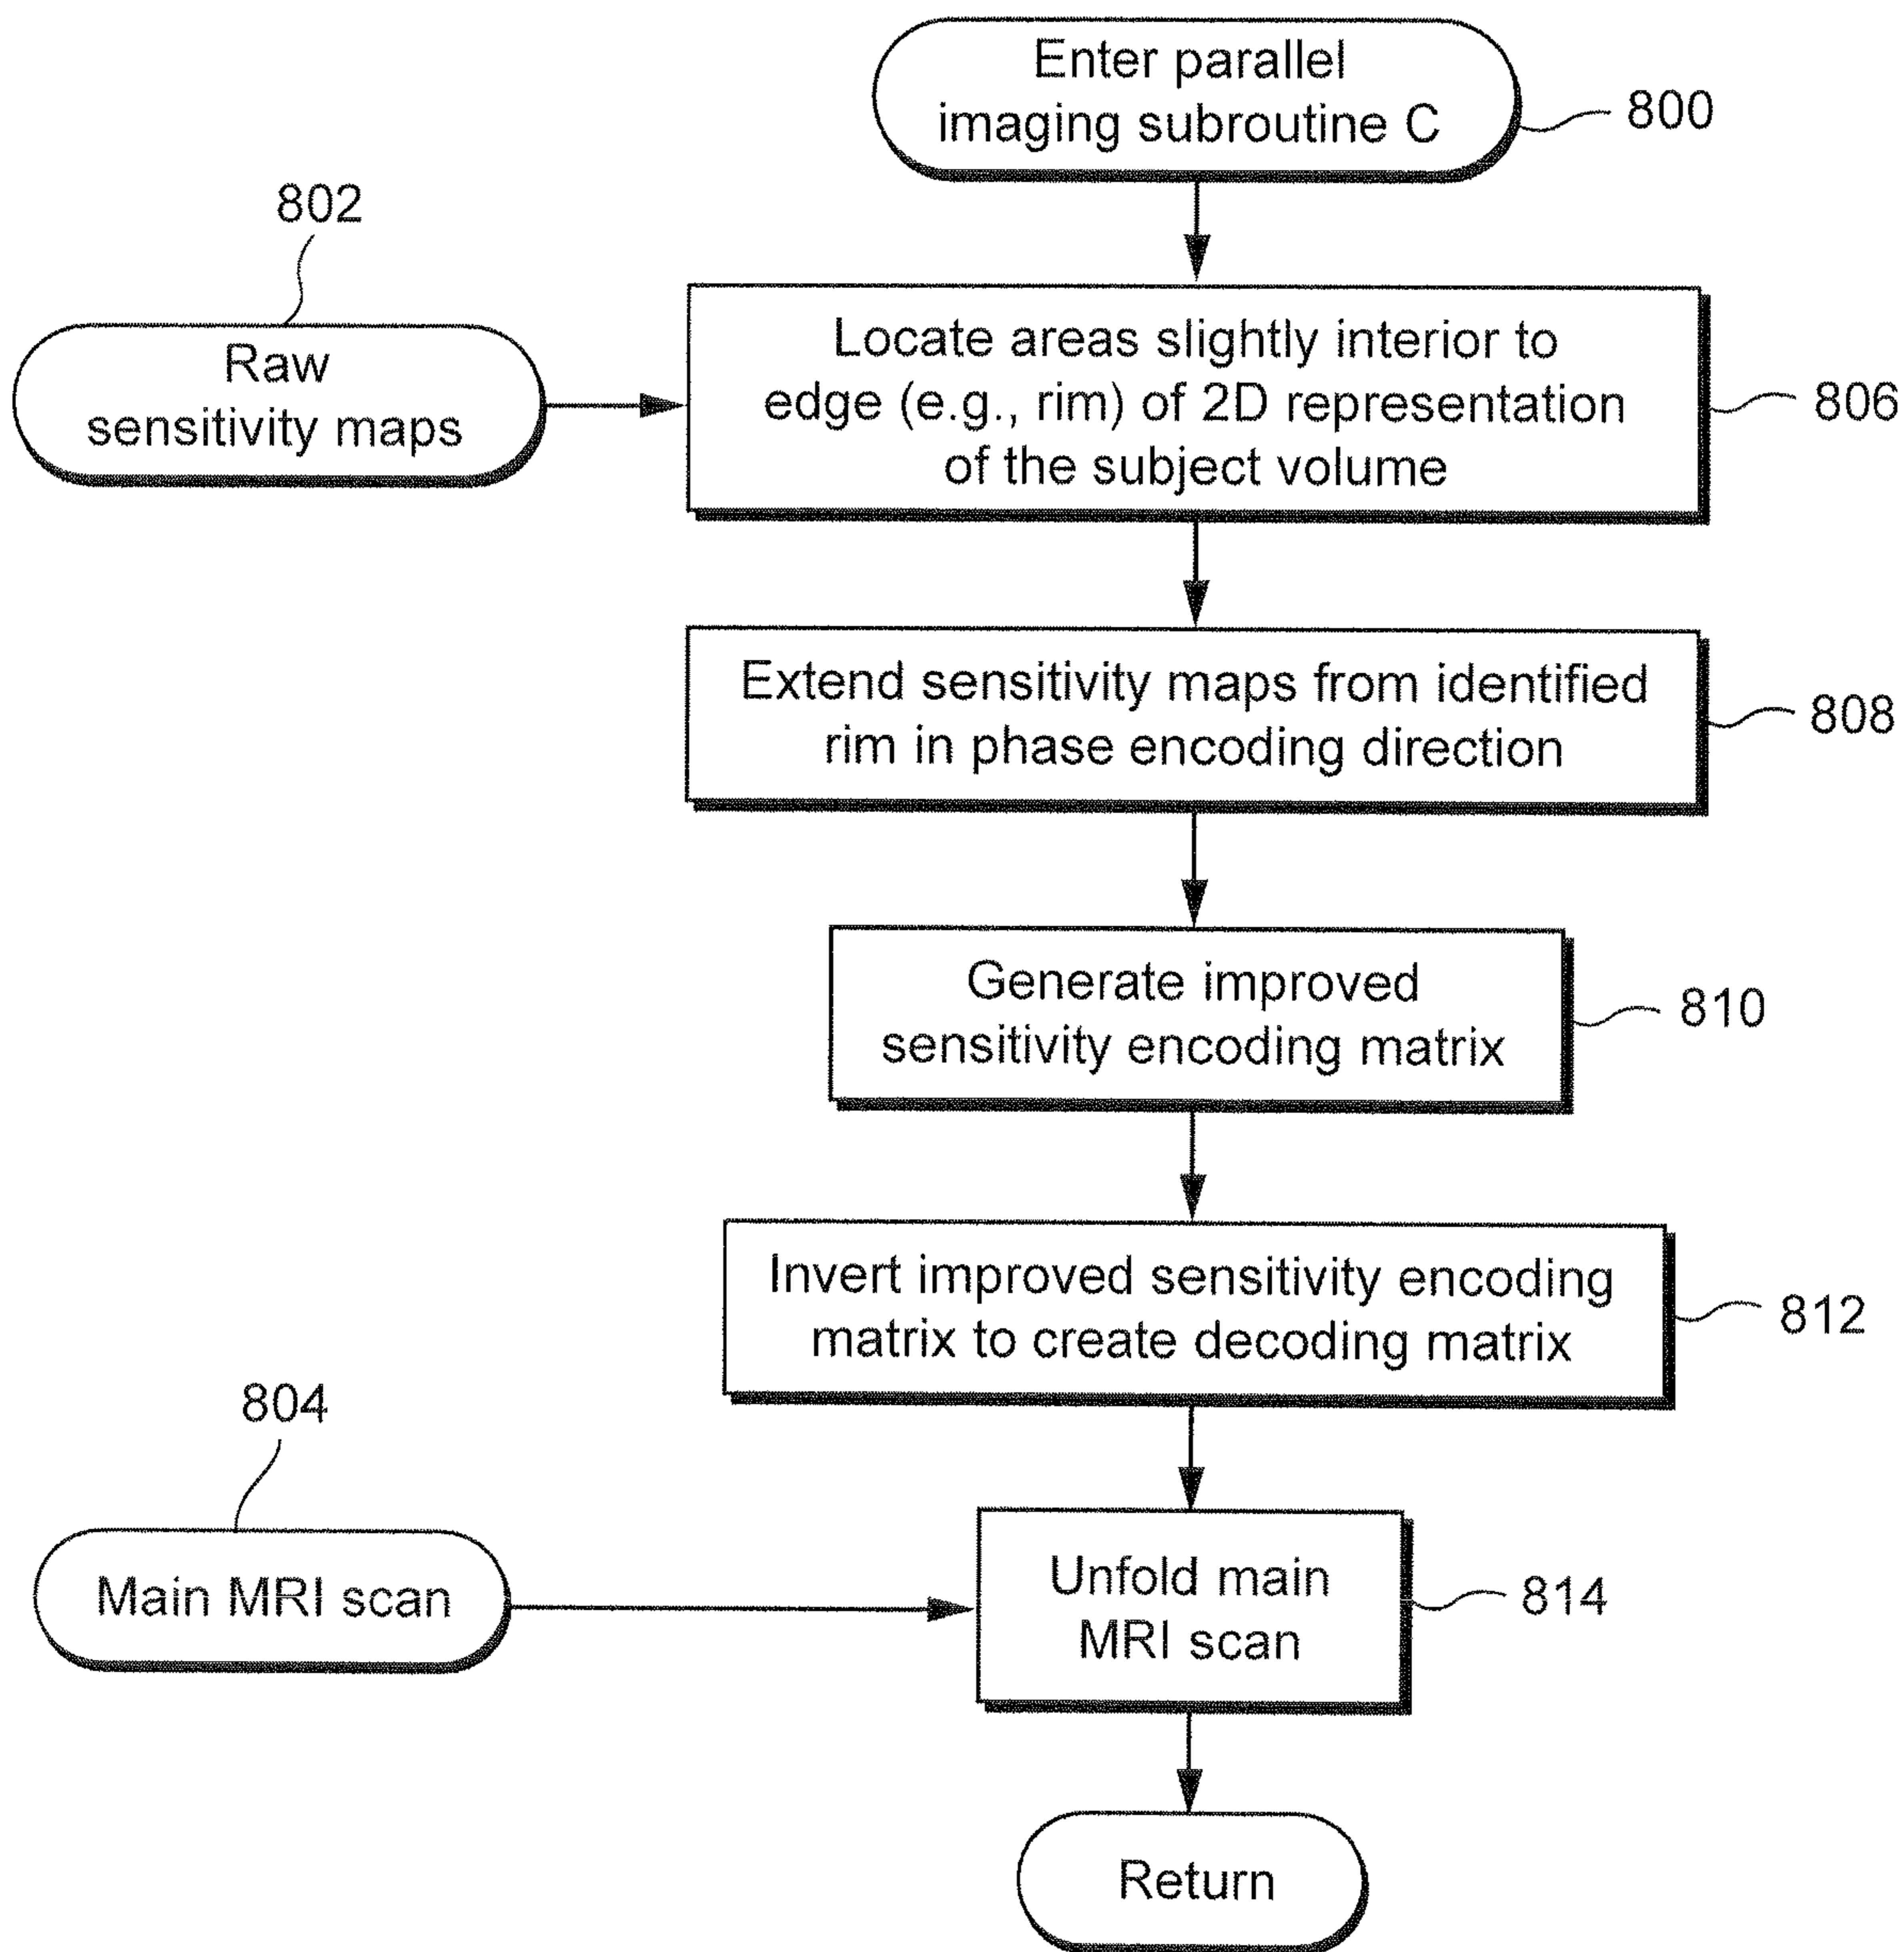 Enter parallel
imaging subroutine C
800
802
Raw
sensitivity maps
Locate areas slightly interior to
edge (e.g., rim) of 2D representation
of the subject volume
806
Extend sensitivity maps from identified
rim in phase encoding direction
808
Generate improved
sensitivity encoding matrix
810
Invert improved sensitivity encoding
matrix to create decoding matrix
812
804
Main MRI scan
Unfold main
MRI scan
814
Return